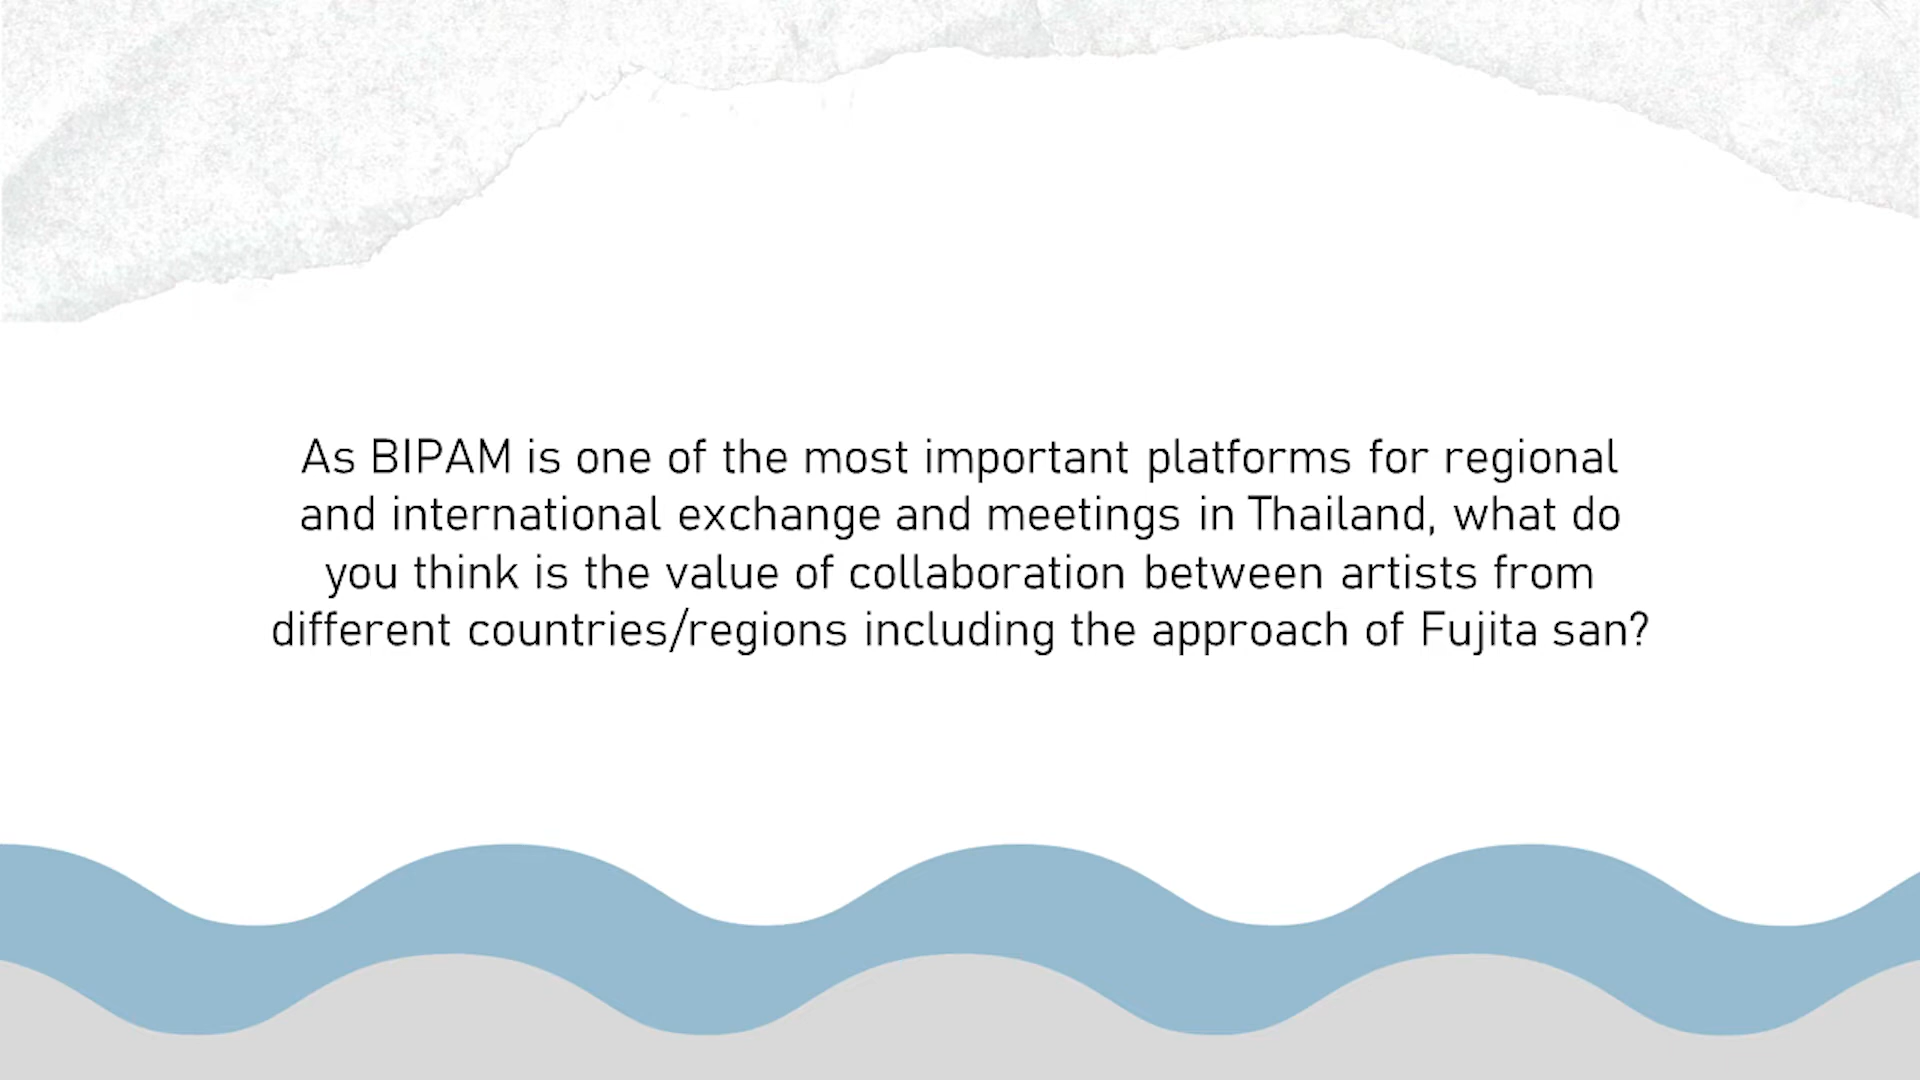 As BIPAM is one of the most important platforms for regional
and international exchange and meetings in Thailand, what do
you think is the value of collaboration between artists from
different countries/regions including the approach of Fujita san?